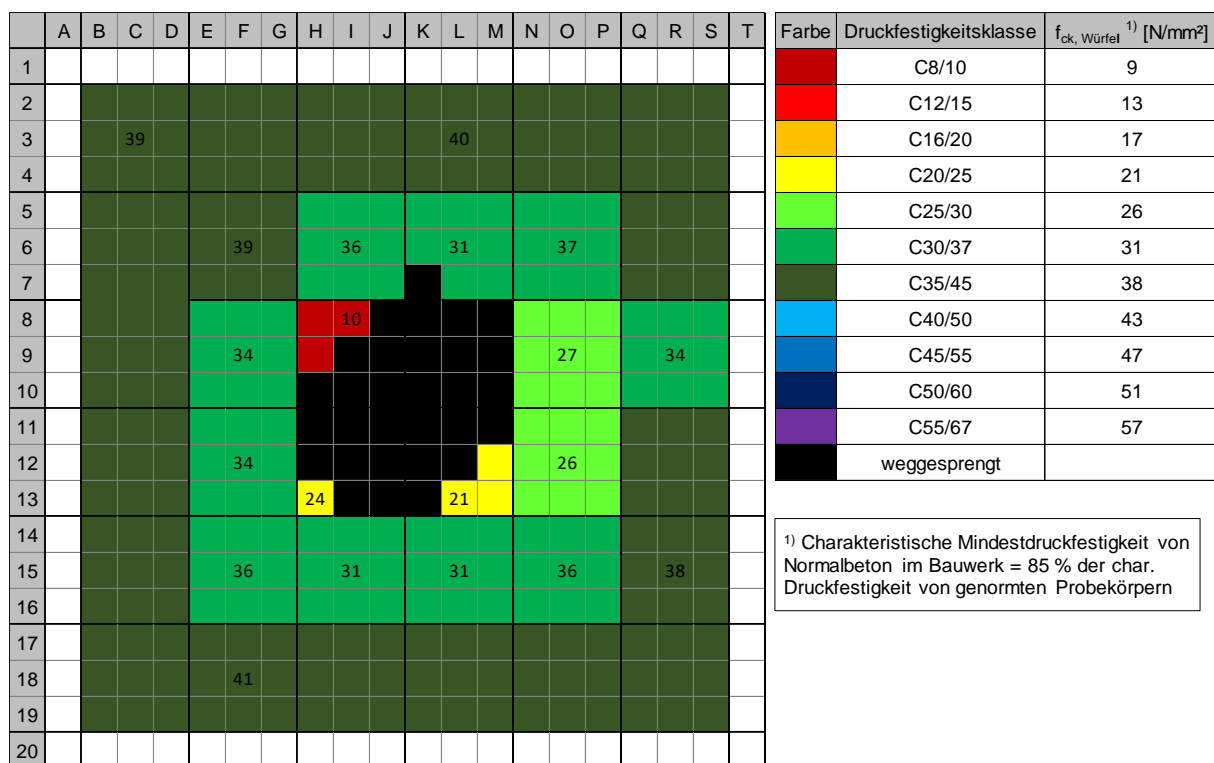 A B C D E F G H I J K L M N O P Q R S T
1
2
3 39 40
4
5
6 39 36 31 37
7
8 10
9 34 27 34
10
11
12 34 26
13 24 21
14
15 36 31 31 36 38
16
17
18 41
19
20
Farbe Druckfestigkeitsklasse fck, Würfel 1) [N/mm²]
C8/10 9
C12/15 13
C16/20 17
C20/25 21
C25/30 26
C30/37 31
C35/45 38
C40/50 43
C45/55 47
C50/60 51
C55/67 57
weggesprengt
1) Charakteristische Mindestdruckfestigkeit von
Normalbeton im Bauwerk = 85 % der char.
Druckfestigkeit von genormten Probekörpern